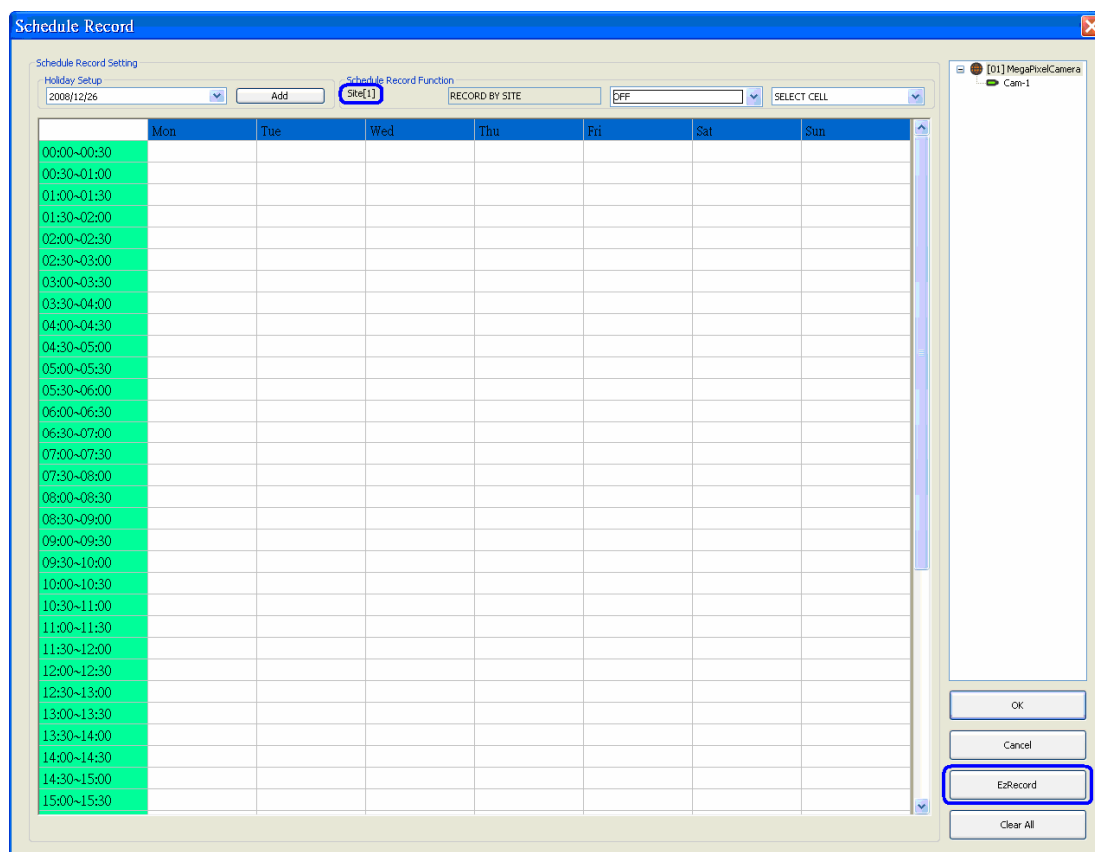 Schedule Record
Schedule Record Setting
Holiday Setup
2008/12/26
Add
Schedule Record Function
Site[1]
RECORD BY SITE
OFF
SELECT CELL
[01] MegaPixelCamera
Cam-1
Mon Tue Wed Thu Fri Sat Sun
00:00~00:30
00:30~01:00
01:00~01:30
01:30~02:00
02:00~02:30
02:30~03:00
03:00~03:30
03:30~04:00
04:00~04:30
04:30~05:00
05:00~05:30
05:30~06:00
06:00~06:30
06:30~07:00
07:00~07:30
07:30~08:00
08:00~08:30
08:30~09:00
09:00~09:30
09:30~10:00
10:00~10:30
10:30~11:00
11:00~11:30
11:30~12:00
12:00~12:30
12:30~13:00
13:00~13:30
13:30~14:00
14:00~14:30
14:30~15:00
15:00~15:30
OK
Cancel
EzRecord
Clear All